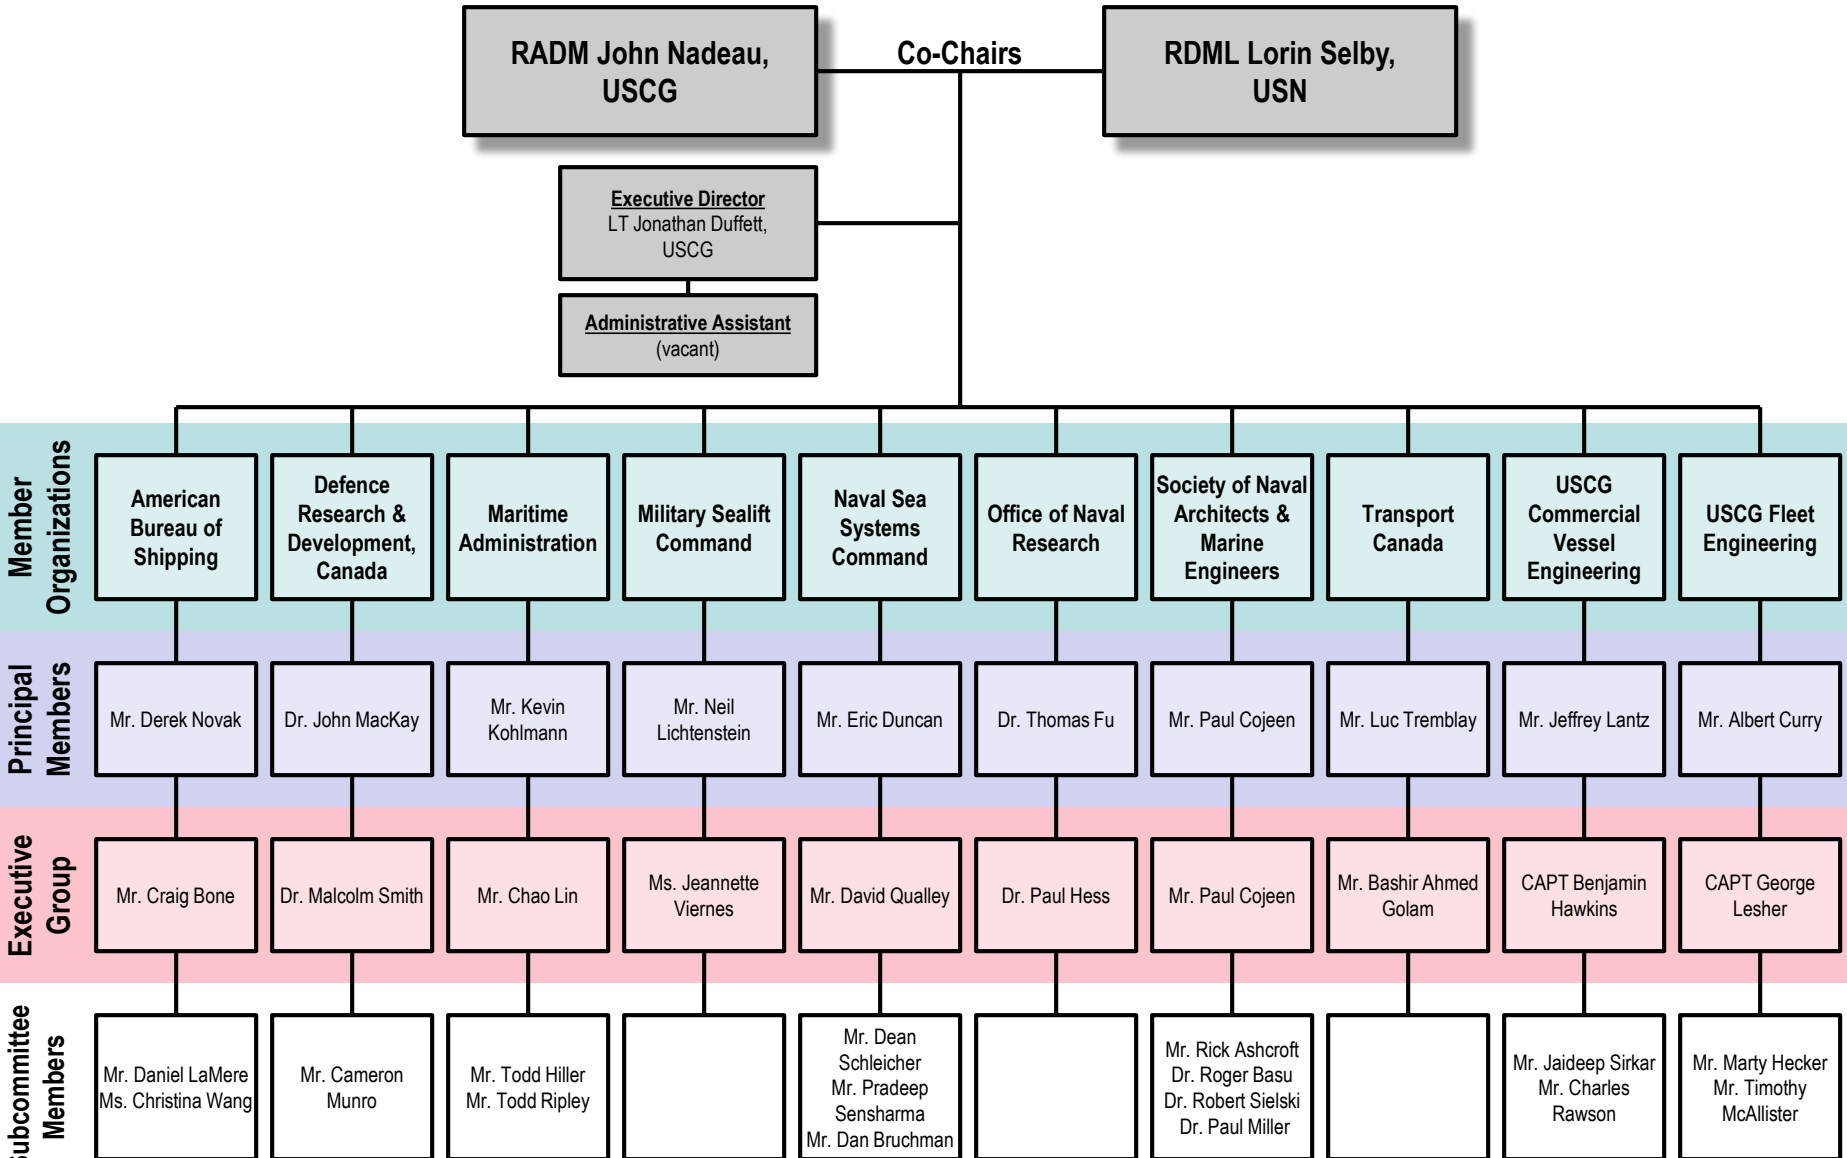 RADM John Nadeau,
USCG
Co-Chairs
RDML Lorin Selby,
USN
Executive Director
LT Jonathan Duffett,
USCG
Administrative Assistant
(vacant)
Member
Organizations
American
Bureau of
Shipping
Defence
Research &
Development,
Canada
Maritime
Administration
Military Sealift
Command
Naval Sea
Systems
Command
Office of Naval
Research
Society of Naval
Architects &
Marine
Engineers
Transport
Canada
USCG
Commercial
Vessel
Engineering
USCG Fleet
Engineering
Principal
Members
Mr. Derek Novak
Dr. John MacKay
Mr. Kevin
Kohlmann
Mr. Neil
Lichtenstein
Mr. Eric Duncan
Dr. Thomas Fu
Mr. Paul Cojeen
Mr. Luc Tremblay
Mr. Jeffrey Lantz
Mr. Albert Curry
Executive
Group
Mr. Craig Bone
Dr. Malcolm Smith
Mr. Chao Lin
Ms. Jeannette
Viernes
Mr. David Qualley
Dr. Paul Hess
Mr. Paul Cojeen
Mr. Bashir Ahmed
Golam
CAPT Benjamin
Hawkins
CAPT George
Lesher
Subcommittee
Members
Mr. Daniel LaMere
Ms. Christina Wang
Mr. Cameron
Munro
Mr. Todd Hiller
Mr. Todd Ripley
Mr. Dean
Schleicher
Mr. Pradeep
Sensharma
Mr. Dan Bruchman
Mr. Rick Ashcroft
Dr. Roger Basu
Dr. Robert Sielski
Dr. Paul Miller
Mr. Jaideep Sirkar
Mr. Charles
Rawson
Mr. Marty Hecker
Mr. Timothy
McAllister